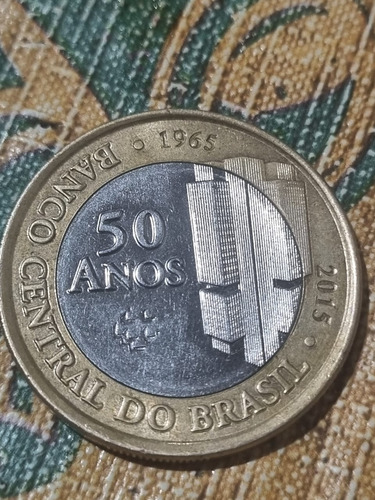 50
ANOS
BANCO CENTRAL DO BRASIL
1965
2015